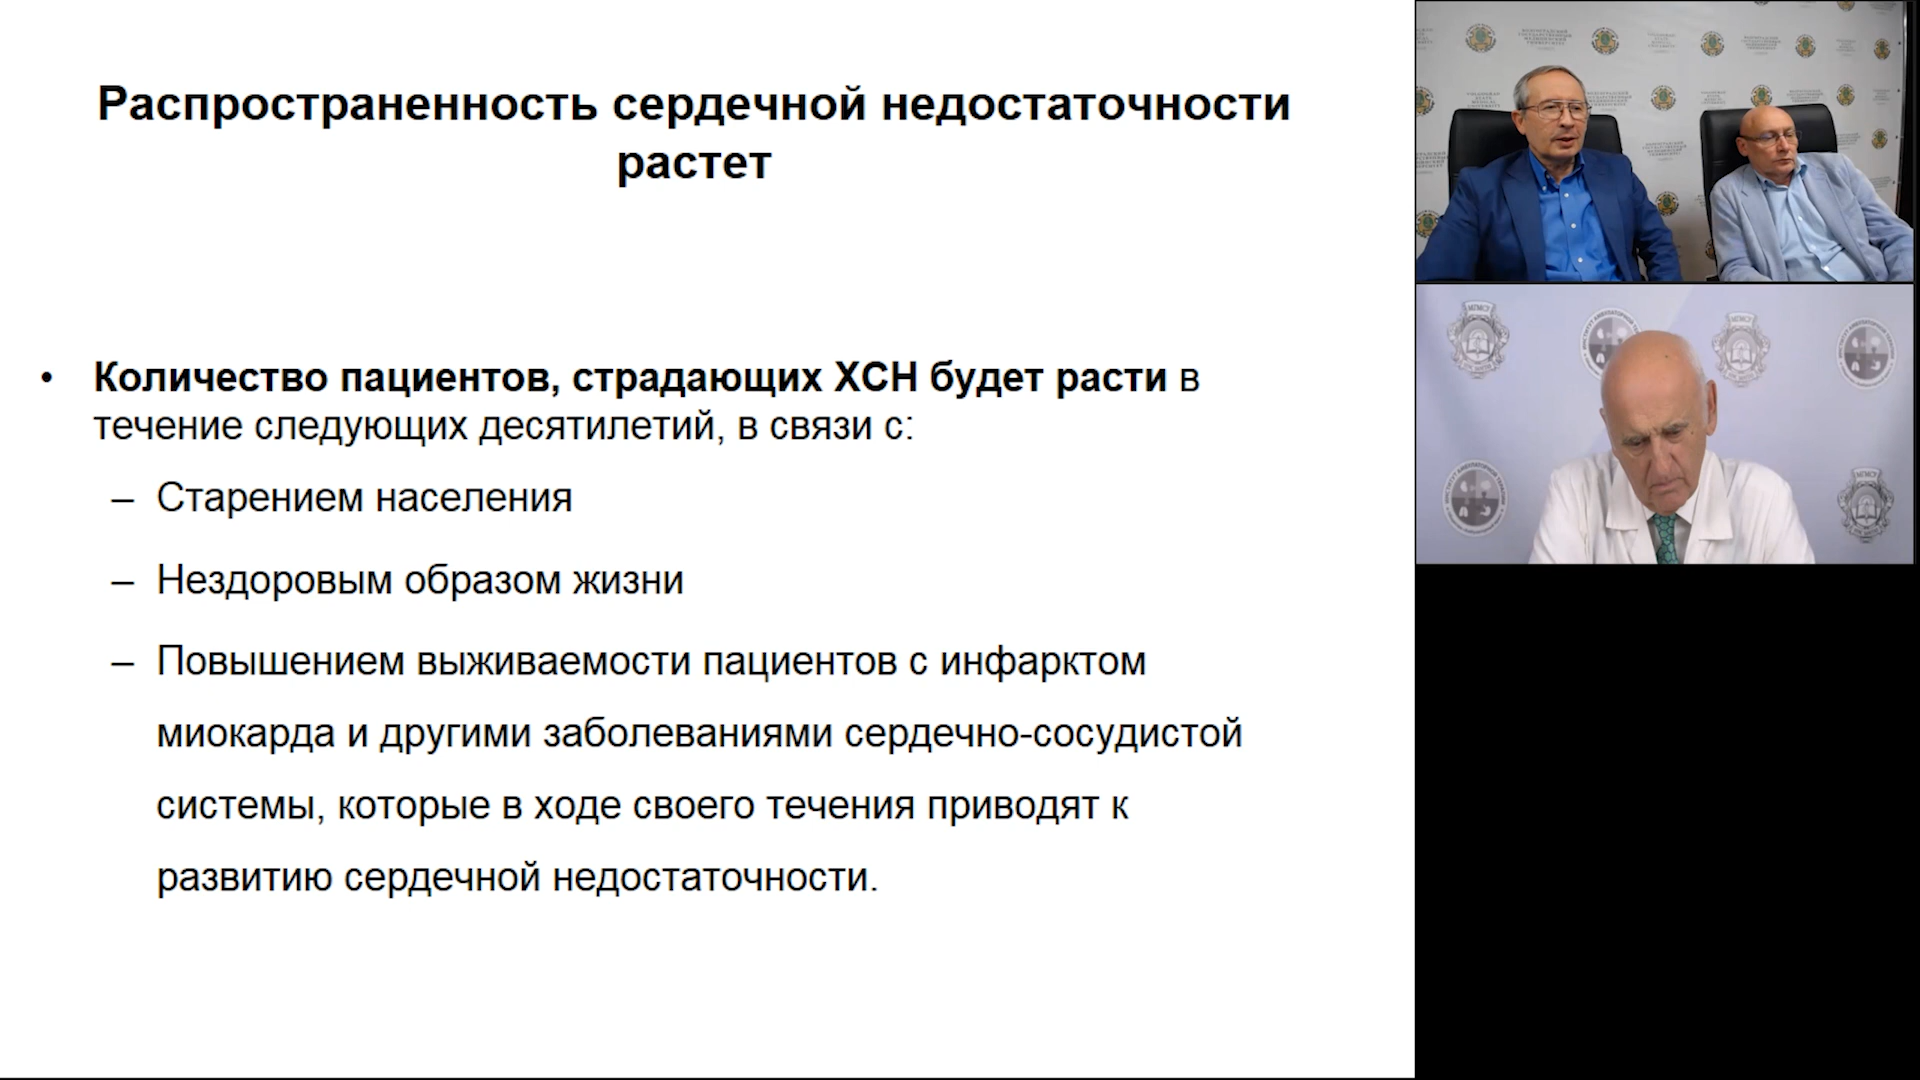 Распространенность сердечной недостаточности
растет
• Количество пациентов, страдающих ХСН будет расти в
течение следующих десятилетий, в связи с:
– Старением населения
– Нездоровым образом жизни
– Повышением выживаемости пациентов с инфарктом
миокарда и другими заболеваниями сердечно-сосудистой
системы, которые в ходе своего течения приводят к
развитию сердечной недостаточности.